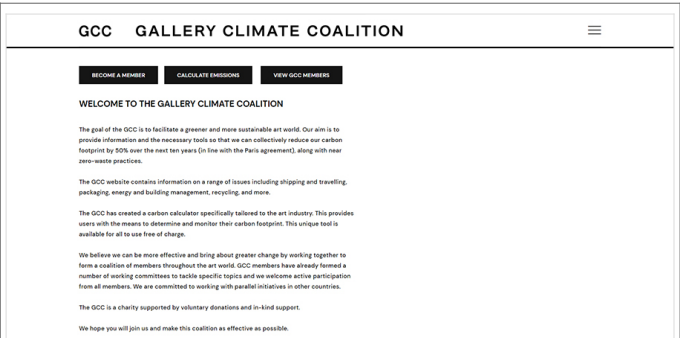 GCC GALLERY CLIMATE COALITION
BECOME A MEMBER CALCULATE EMISSIONS VIEW GCC MEMBERS
WELCOME TO THE GALLERY CLIMATE COALITION
The goal of the GCC is to facilitate a greener and more sustainable art world. Our aim is to
provide information and the necessary tools so that we can collectively reduce our carbon
footprint by 50% over the next ten years (in line with the Paris agreement), along with near
zero-waste practices.
The GCC website contains information on a range of issues including shipping and travelling,
packaging, energy and building management, recycling, and more.
The GCC has created a carbon calculator specifically tailored to the art industry. This provides
users with the means to determine and monitor their carbon footprint. This unique tool is
available for all to use free of charge.
We believe we can be more effective and bring about greater change by working together to
form a coalition of members throughout the art world. GCC members have already formed a
number of working committees to tackle specific topics and we welcome active participation
from all members. We are committed to working with parallel initiatives in other countries.
The GCC is a charity supported by voluntary donations and in-kind support.
We hope you will join us and make this coalition as effective as possible.